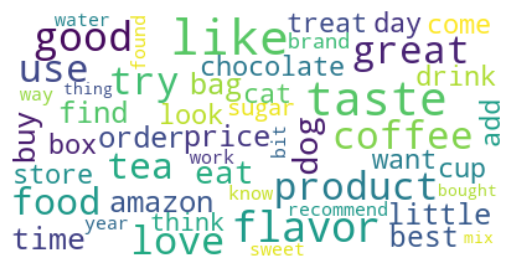 water found like treat day come
good brand great
use try bag chocolate drink
way thing cat taste
find look sugar coffee add
buy box order price bit dog
store tea work eat want cup
food amazon know product bought
year think flavor recommend little
time love sweet best mix